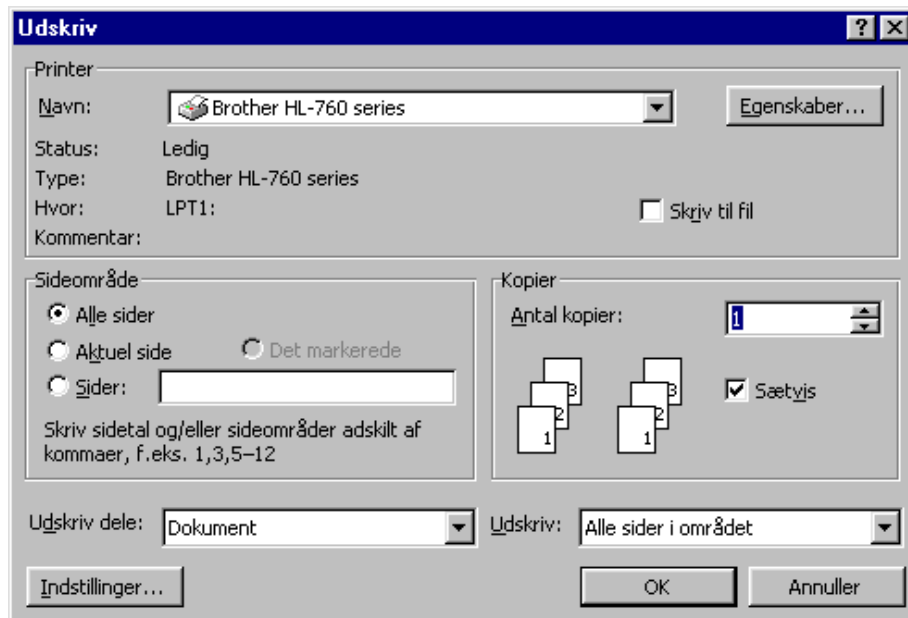 Udskriv
Printer
Navn: Brother HL-760 series Egenskaber...
Status: Ledig
Type: Brother HL-760 series
Hvor: LPT1: Skriv til fil
Kommentar:
Sideområde
Alle sider
Aktuel side Det markerede
Sider:
Skriv sidetal og/eller sideområder adskilt af
kommaer, f.eks. 1,3,5–12
Kopier
Antal kopier: 1
3 3
2 2
1 1
Sætvis
Udskriv dele: Dokument Udskriv: Alle sider i området
Indstillinger... OK Annuller